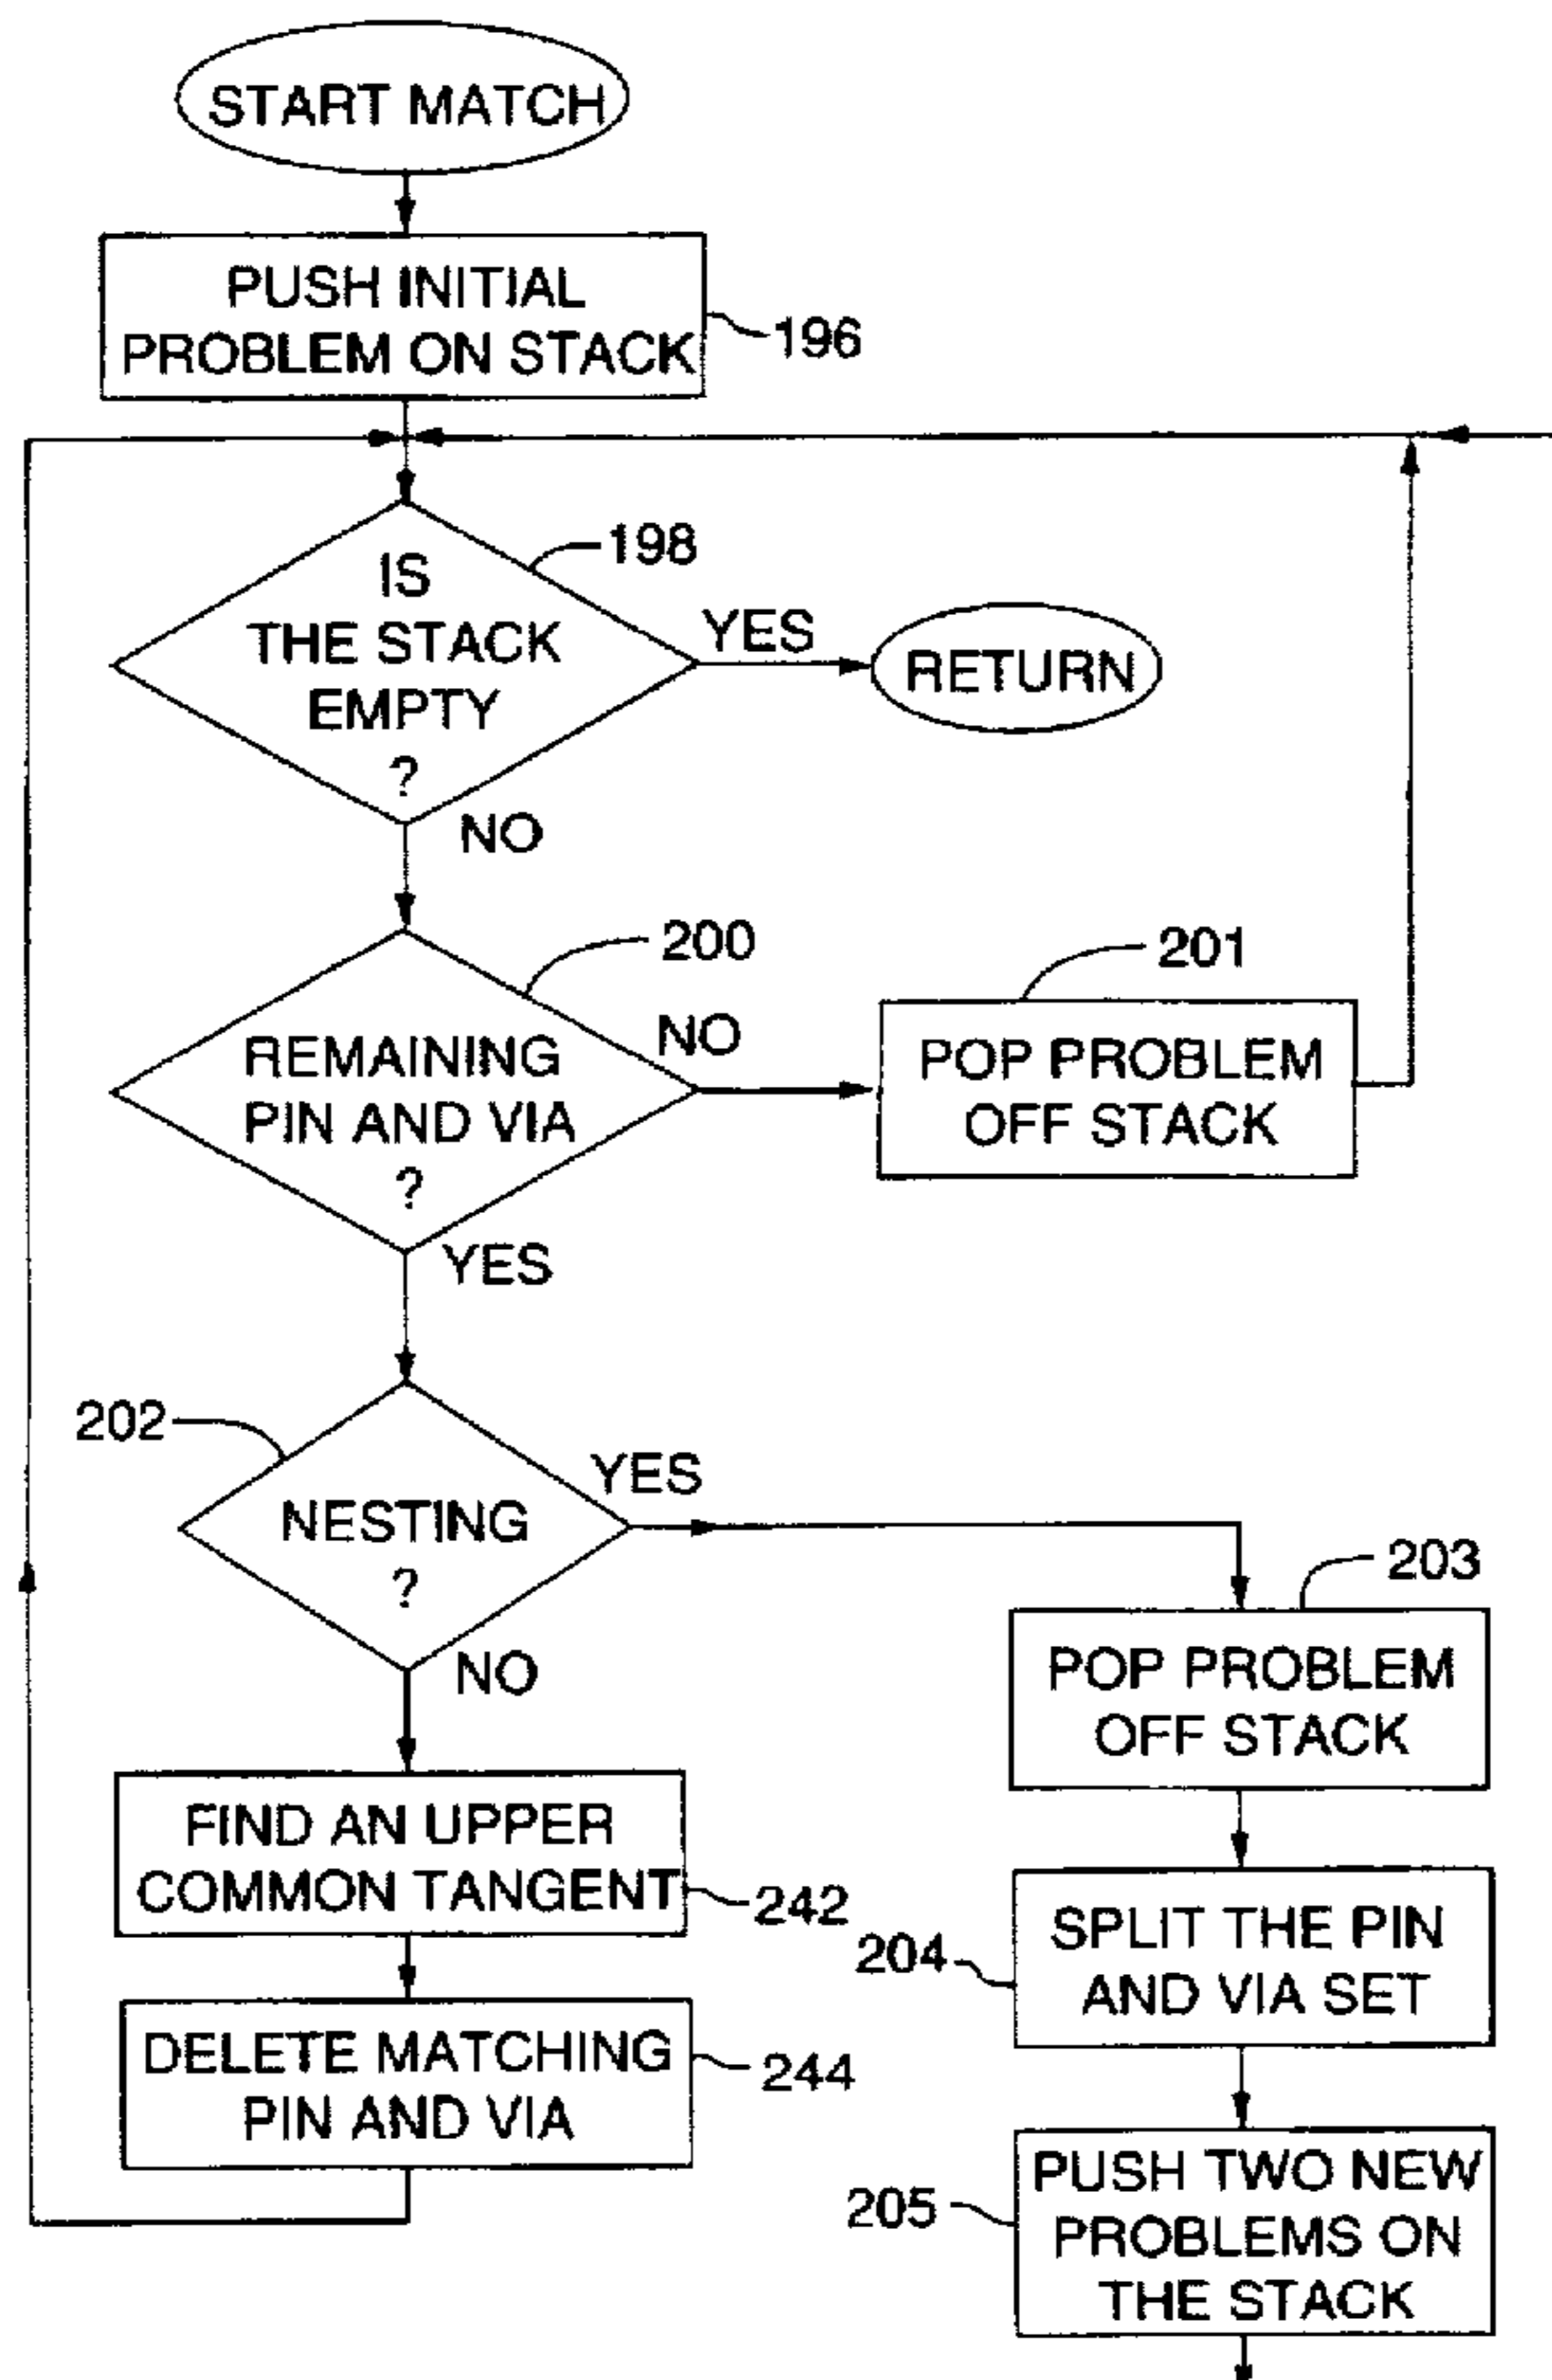 START MATCH
PUSH INITIAL
PROBLEM ON STACK
196
198
IS
THE STACK
EMPTY
?
YES
RETURN
NO
200
201
REMAINING
PIN AND VIA
?
NO
POP PROBLEM
OFF STACK
YES
202
NESTING
?
YES
203
POP PROBLEM
OFF STACK
NO
FIND AN UPPER
COMMON TANGENT
242
204
SPLIT THE PIN
AND VIA SET
DELETE MATCHING
PIN AND VIA
244
205
PUSH TWO NEW
PROBLEMS ON
THE STACK